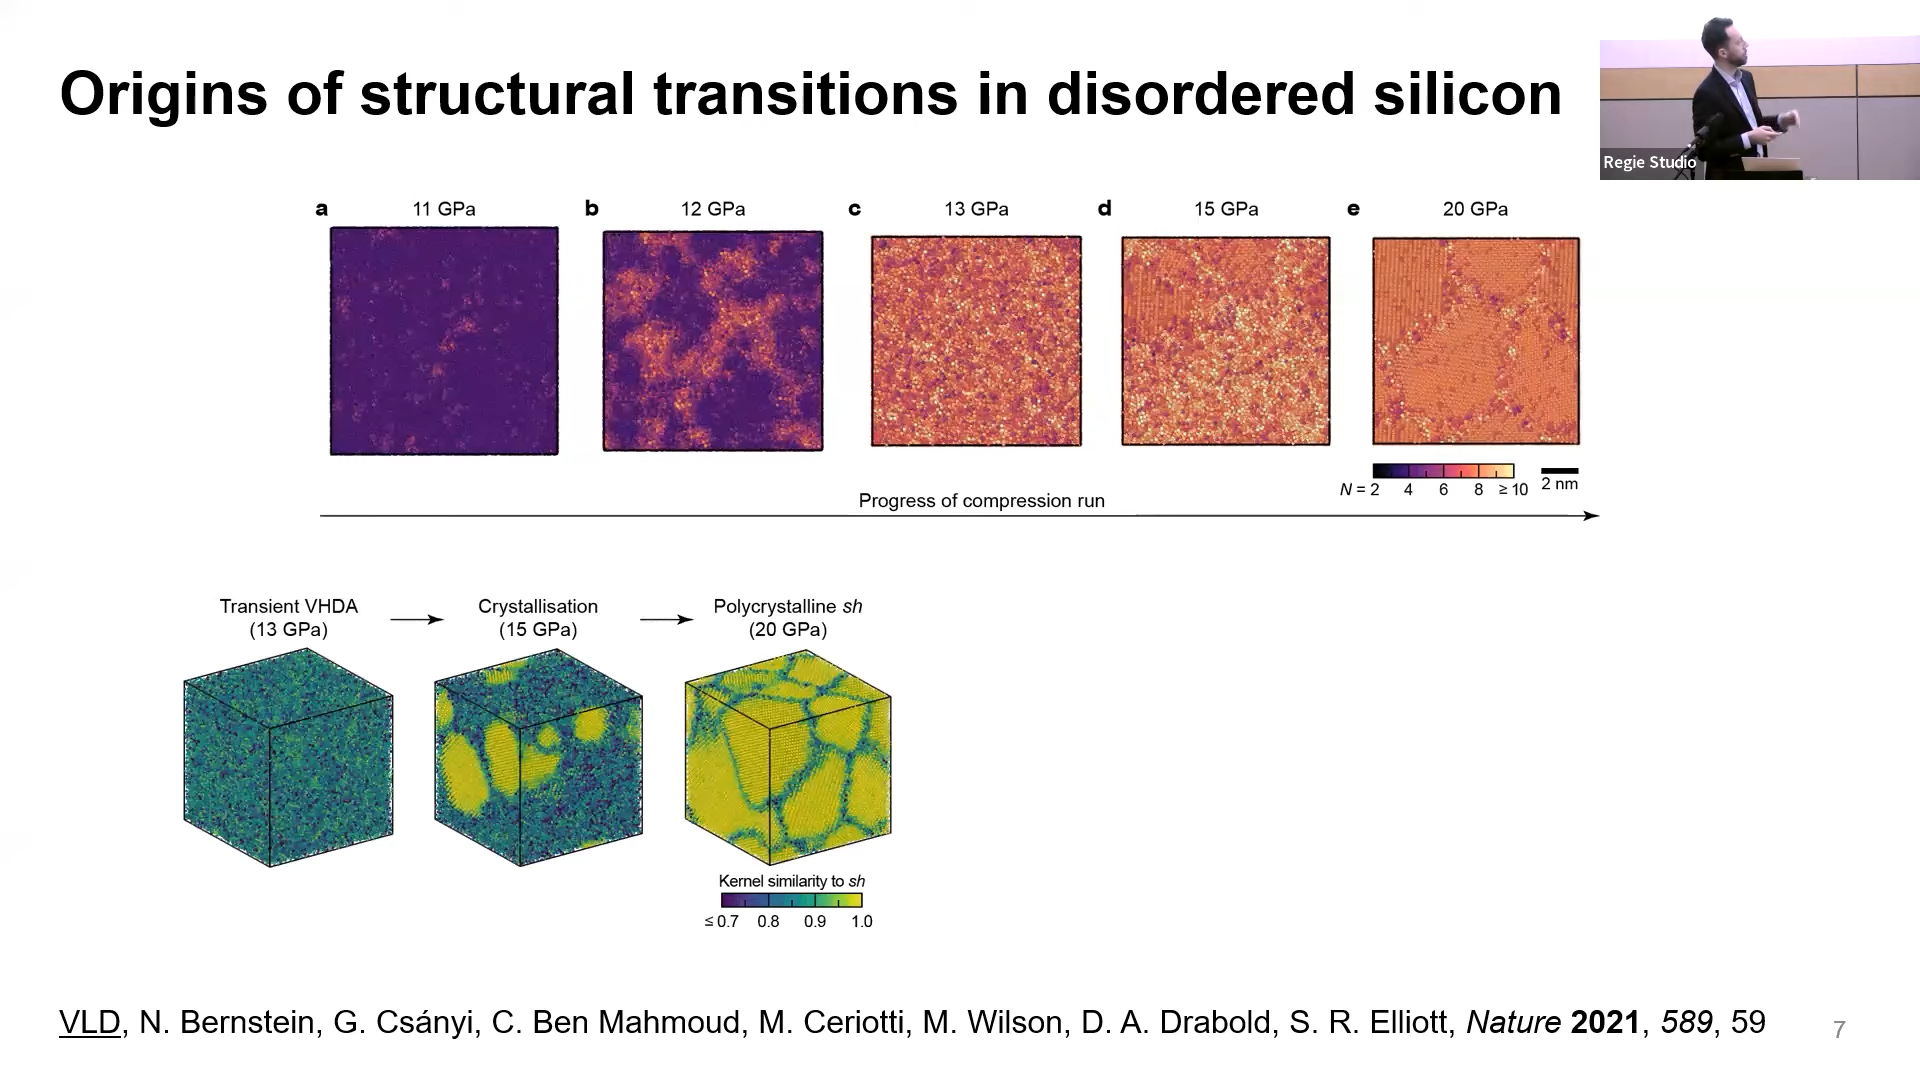 Origins of structural transitions in disordered silicon
Regie Studio
a 11 GPa b 12 GPa c 13 GPa d 15 GPa e 20 GPa
N = 2 4 6 8 ≥ 10 2 nm
Progress of compression run
Transient VHDA Crystallisation Polycrystalline sh
(13 GPa) (15 GPa) (20 GPa)
Kernel similarity to sh
≤ 0.7 0.8 0.9 1.0
VLD, N. Bernstein, G. Csányi, C. Ben Mahmoud, M. Ceriotti, M. Wilson, D. A. Drabold, S. R. Elliott, Nature 2021, 589, 59
7